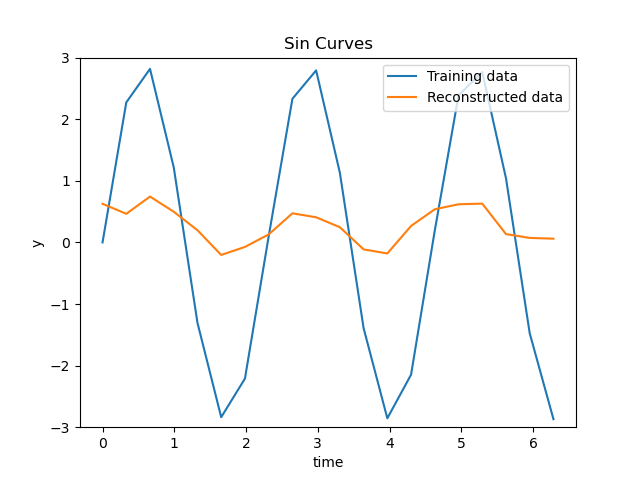 Sin Curves
Training data
Reconstructed data
3
2
1
0
−1
−2
−3
y
0
1
2
3
4
5
6
time